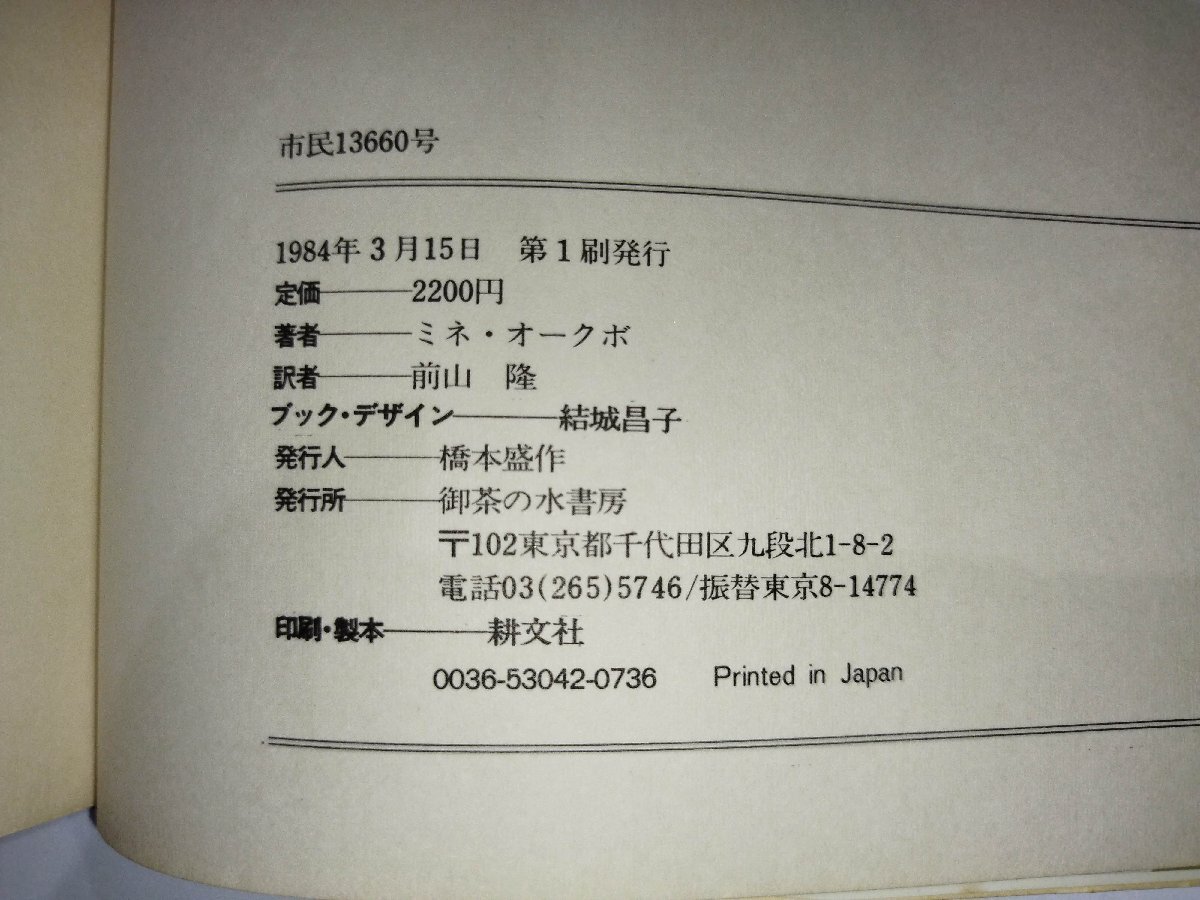 市民13660号
1984年3月15日　第1刷発行
定価――――2200円
著者――――ミネ・オークボ
訳者――――前山　隆
ブック・デザイン――――結城昌子
発行人――――橋本盛作
発行所――――御茶の水書房
〒102東京都千代田区九段北1-8-2
電話03(265)5746/振替東京8-14774
印刷・製本――――耕文社
0036-53042-0736　Printed in Japan